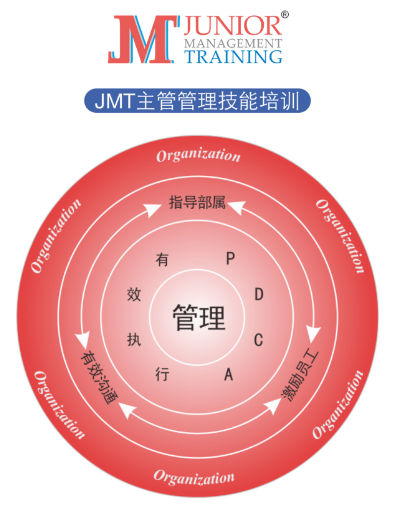 JMT JUNIOR®
MANAGEMENT
TRAINING
JMT主管管理技能培训
Organization
Organization
Organization
指导部属
有效执行
PDCA
管理
有效沟通
激励员工
Organization
Organization
Organization